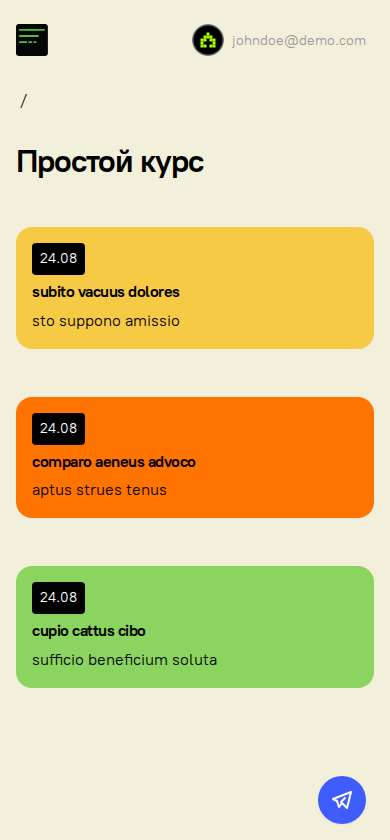 johndoe@demo.com
/
Простой курс
24.08
subito vacuus dolores
sto suppono amissio
24.08
comparo aeneus advoco
aptus strues tenus
24.08
cupio cattus cibo
sufficio beneficium soluta